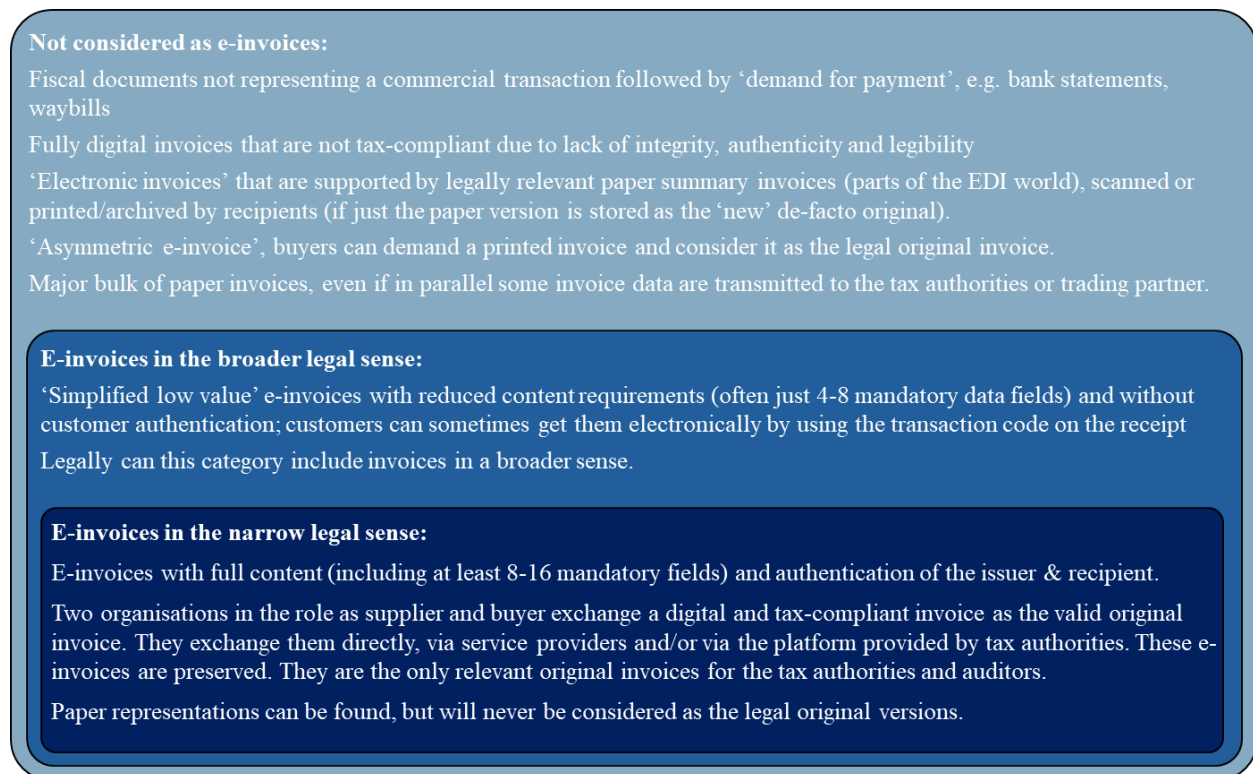 Not considered as e-invoices:
Fiscal documents not representing a commercial transaction followed by ‘demand for payment’, e.g. bank statements,
waybills
Fully digital invoices that are not tax-compliant due to lack of integrity, authenticity and legibility
‘Electronic invoices’ that are supported by legally relevant paper summary invoices (parts of the EDI world), scanned or
printed/archived by recipients (if just the paper version is stored as the ‘new’ de-facto original).
‘Asymmetric e-invoice’, buyers can demand a printed invoice and consider it as the legal original invoice.
Major bulk of paper invoices, even if in parallel some invoice data are transmitted to the tax authorities or trading partner.
E-invoices in the broader legal sense:
‘Simplified low value’ e-invoices with reduced content requirements (often just 4-8 mandatory data fields) and without
customer authentication; customers can sometimes get them electronically by using the transaction code on the receipt
Legally can this category include invoices in a broader sense.
E-invoices in the narrow legal sense:
E-invoices with full content (including at least 8-16 mandatory fields) and authentication of the issuer & recipient.
Two organisations in the role as supplier and buyer exchange a digital and tax-compliant invoice as the valid original
invoice. They exchange them directly, via service providers and/or via the platform provided by tax authorities. These e-
invoices are preserved. They are the only relevant original invoices for the tax authorities and auditors.
Paper representations can be found, but will never be considered as the legal original versions.